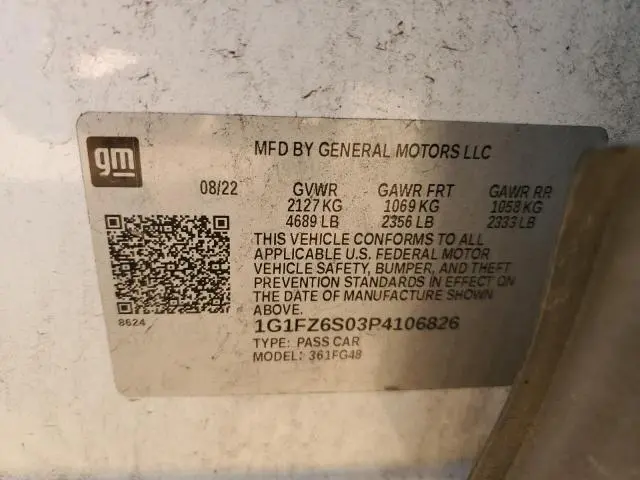 gm
MFD BY GENERAL MOTORS LLC
08/22 GVWR GAWR FRT GAWR RR
2127 KG 1069 KG 1058 KG
4689 LB 2356 LB 2333 LB
THIS VEHICLE CONFORMS TO ALL
APPLICABLE U.S. FEDERAL MOTOR
VEHICLE SAFETY, BUMPER, AND THEFT
PREVENTION STANDARDS IN EFFECT ON
THE DATE OF MANUFACTURE SHOWN
ABOVE.
8624
1G1FZ6S03P4106826
TYPE: PASS CAR
MODEL: 361FG48